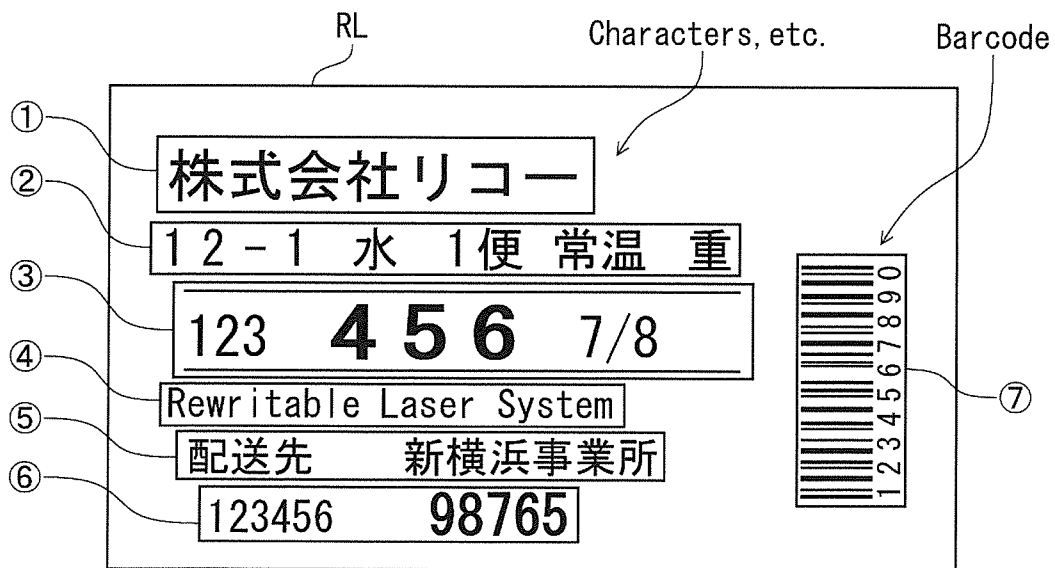 RL
Characters, etc.
Barcode
① 株式会社リコー
② 12-1 水 1便 常温 重
③ 123 456 7/8
④ Rewritable Laser System
⑤ 配送先 新横浜事業所
⑥ 123456 98765
1234567890 ⑦